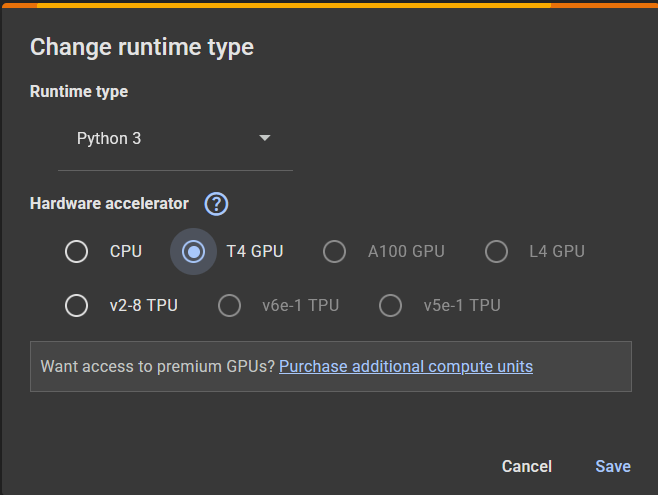 Change runtime type
Runtime type
Python 3
Hardware accelerator ?
CPU T4 GPU A100 GPU L4 GPU
v2-8 TPU v6e-1 TPU v5e-1 TPU
Want access to premium GPUs? Purchase additional compute units
Cancel Save